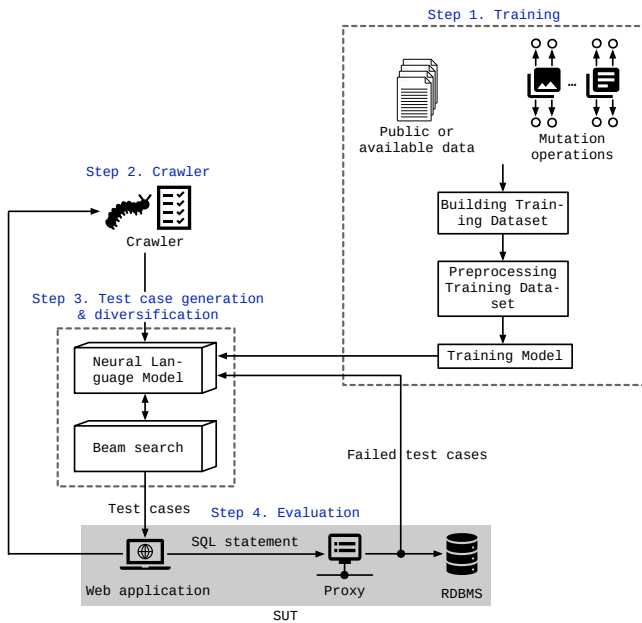 Step 1. Training
Public or
available data
...
Mutation
operations
Building Train-
ing Dataset
Preprocessing
Training Data-
set
Training Model
Step 2. Crawler
Crawler
Step 3. Test case generation
& diversification
Neural Lan-
guage Model
Beam search
Failed test cases
Test cases
Step 4. Evaluation
SQL statement
Web application
Proxy
RDBMS
SUT